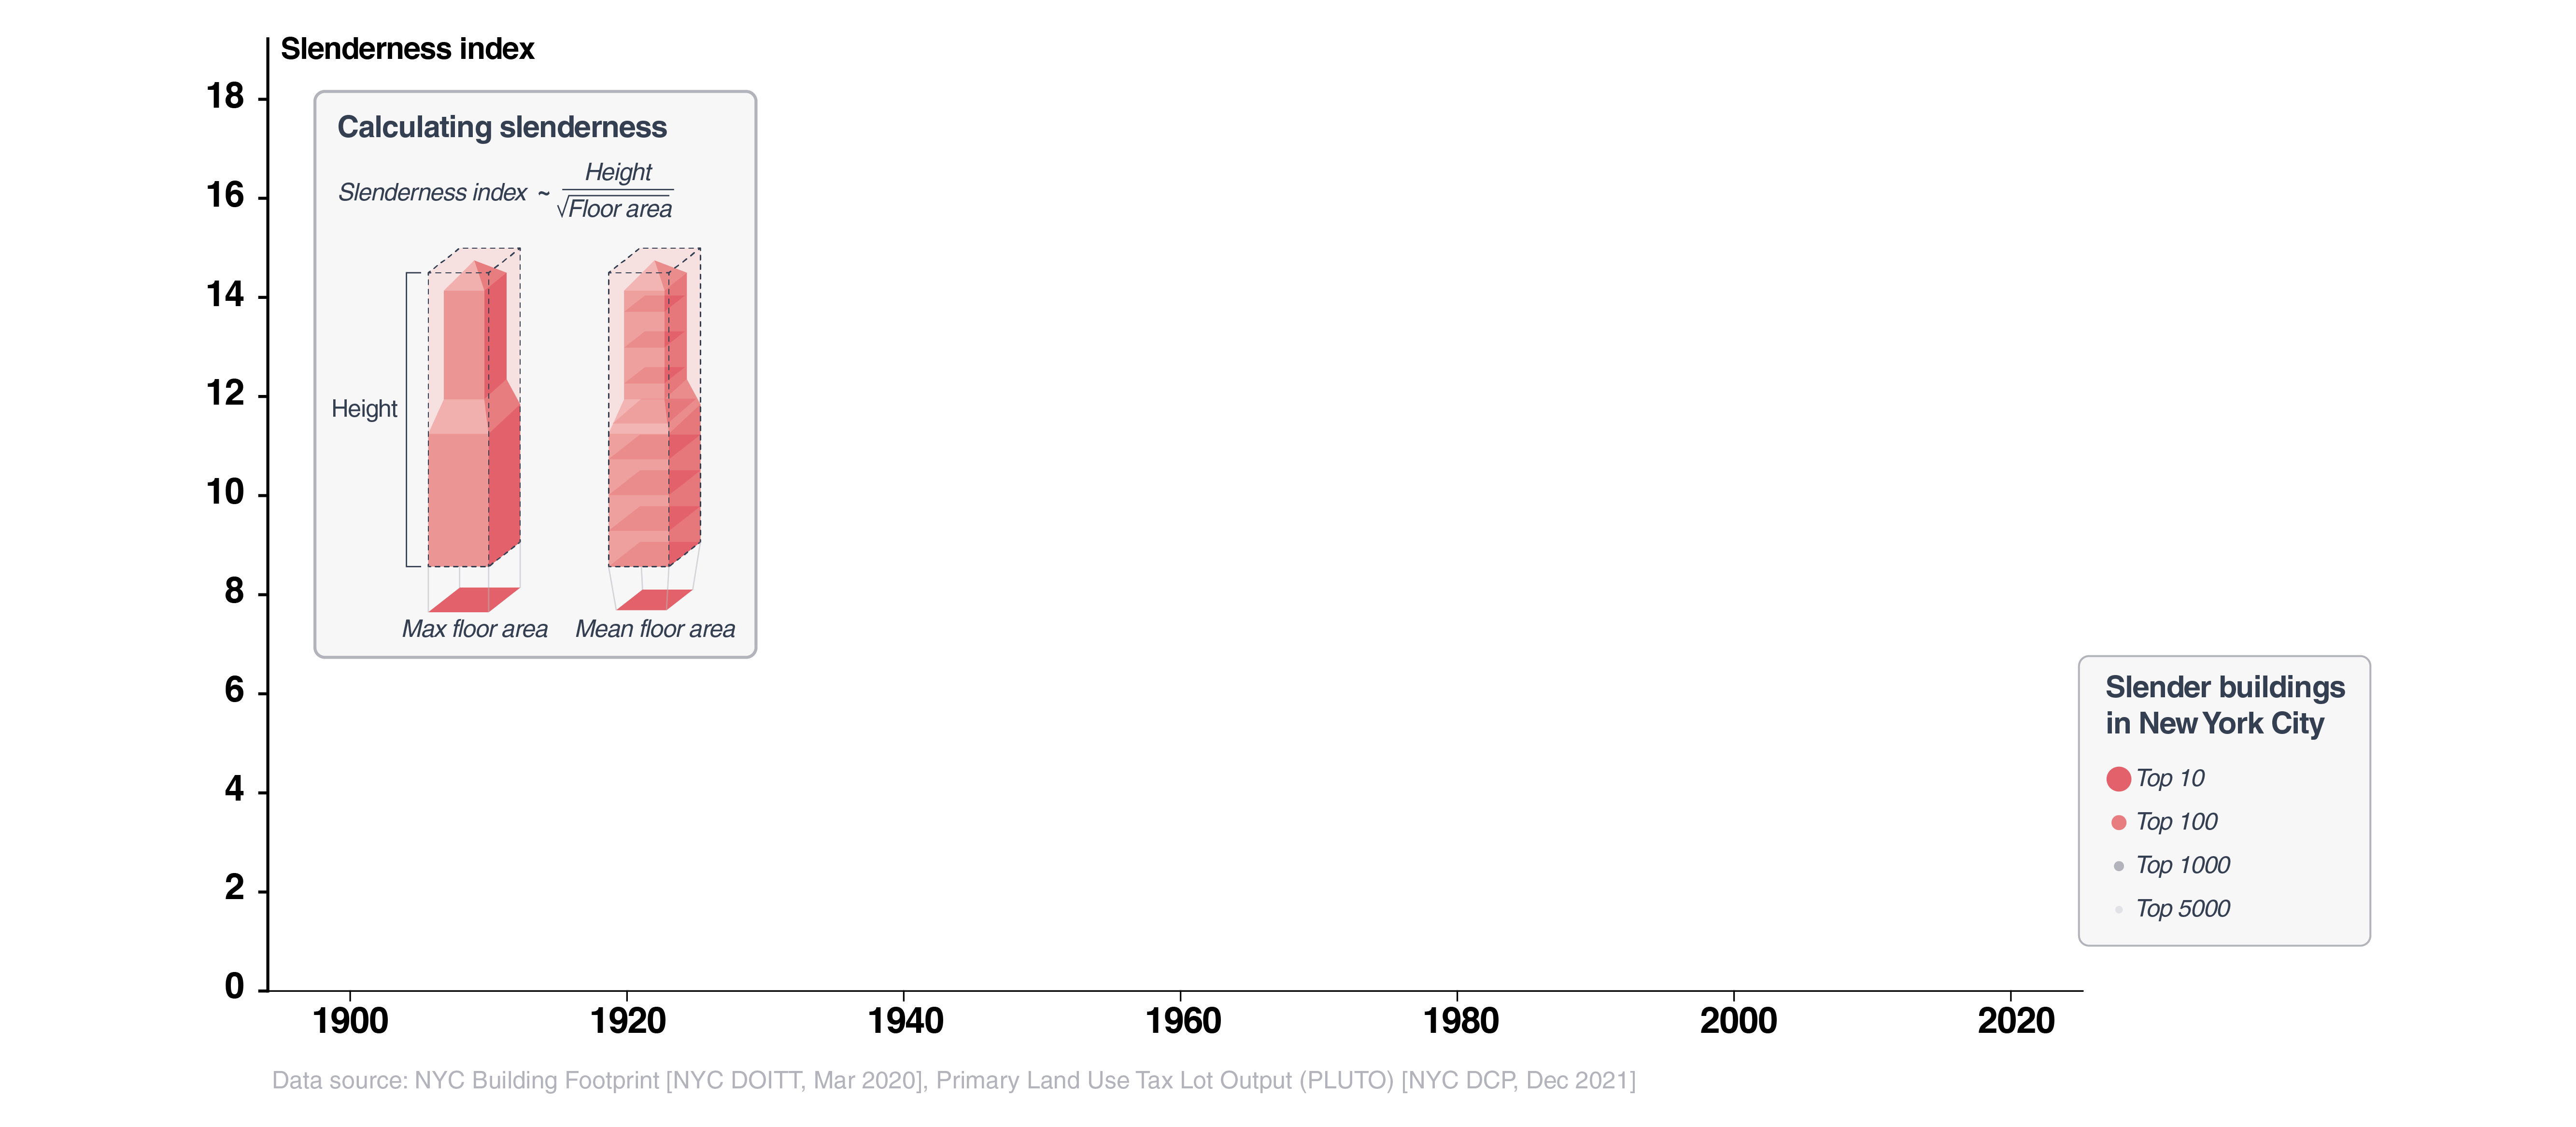 Slenderness index
18
16
14
12
10
8
6
4
2
0
Calculating slenderness
Slenderness index ~ Height
√Floor area
Height
Max floor area
Mean floor area
Slender buildings
in New York City
Top 10
Top 100
Top 1000
Top 5000
1900 1920 1940 1960 1980 2000 2020
Data source: NYC Building Footprint [NYC DOITT, Mar 2020], Primary Land Use Tax Lot Output (PLUTO) [NYC DCP, Dec 2021]